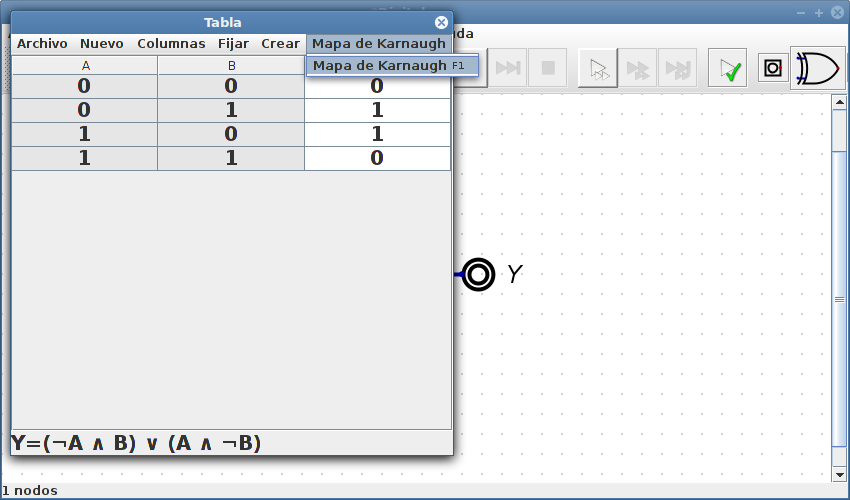 Tabla
Archivo Nuevo Columnas Fijar Crear Mapa de Karnaugh
Mapa de Karnaugh F1
A B
0 0 0
0 1 1
1 0 1
1 1 0
Y
Y=(¬A ∧ B) ∨ (A ∧ ¬B)
1 nodos